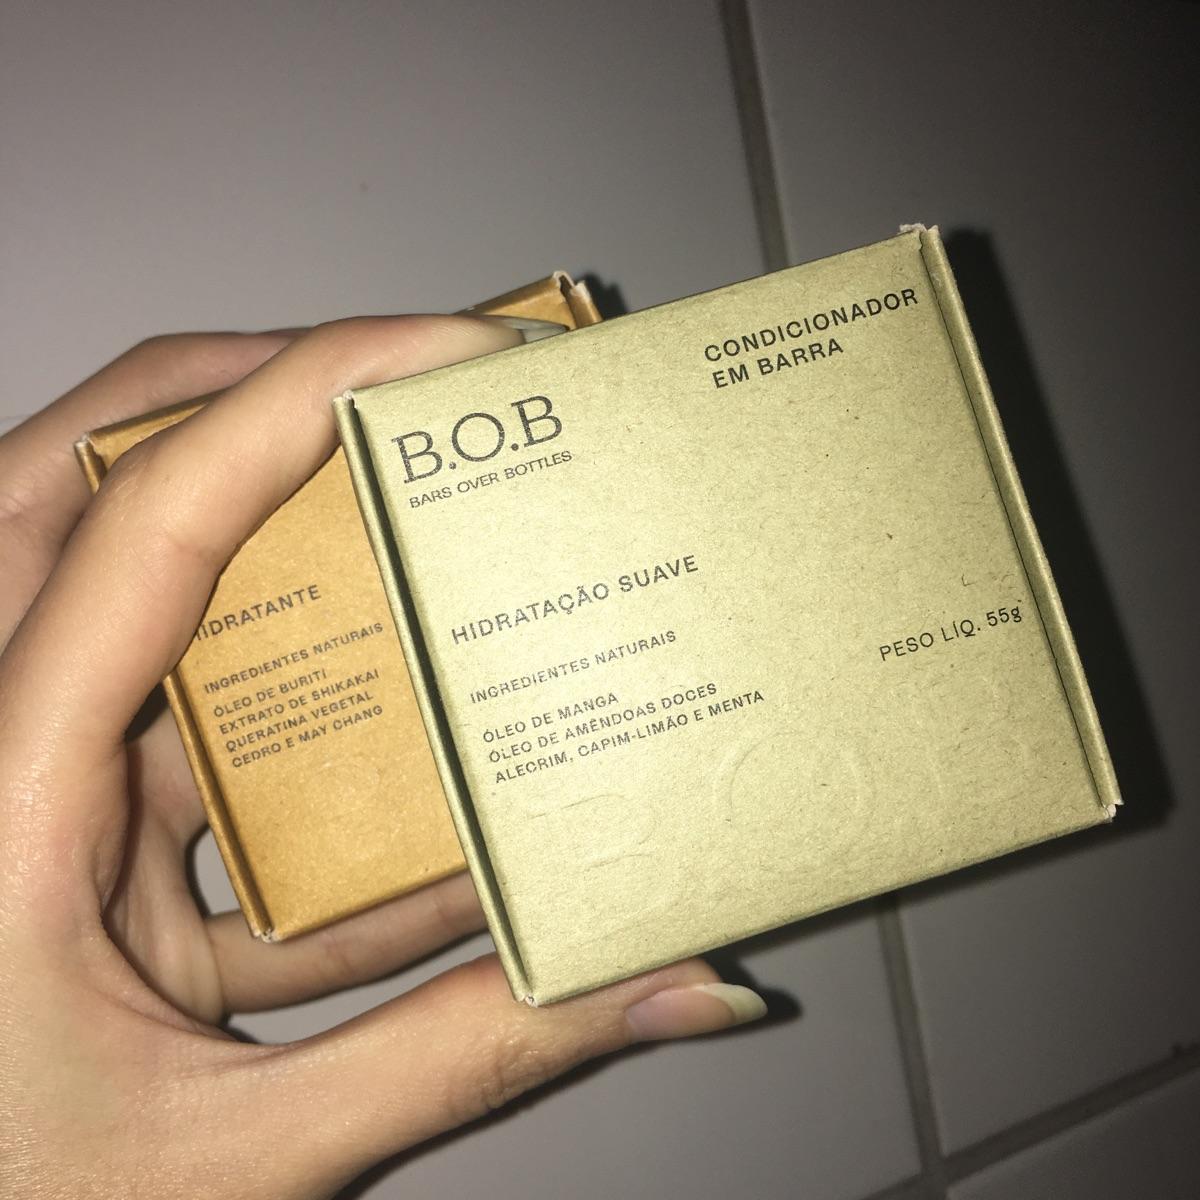 CONDICIONADOR
EM BARRA
B.O.B
BARS OVER BOTTLES
HIDRATAÇÃO SUAVE
INGREDIENTES NATURAIS
ÓLEO DE MANGA
ÓLEO DE AMÊNDOAS DOCES
ALECRIM, CAPIM-LIMÃO E MENTA
PESO LÍQ. 55g
HIDRATANTE
INGREDIENTES NATURAIS
ÓLEO DE BURITI
EXTRATO DE SHIKAKAI
QUERATINA VEGETAL
CEDRO E MAY CHANG